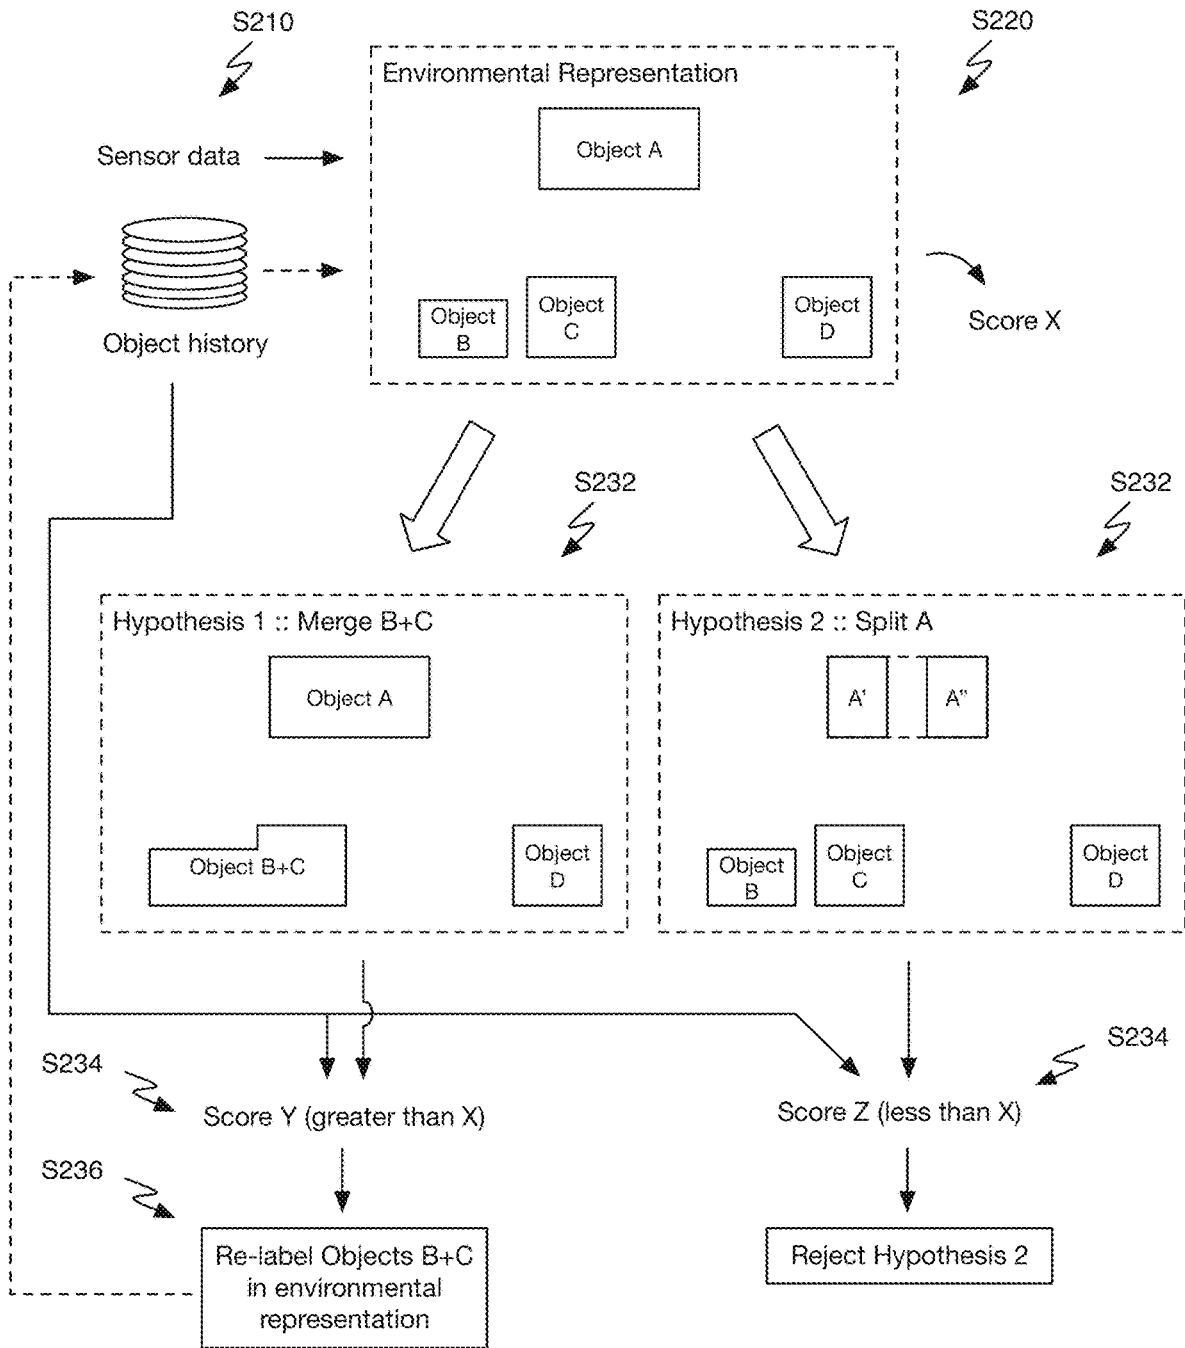 S210
S220
Environmental Representation
Object A
Sensor data
Object history
Object
B
Object
C
Object
D
Score X
S232
S232
Hypothesis 1 :: Merge B+C
Object A
Object B+C
Object
D
Hypothesis 2 :: Split A
A'
A"
Object
B
Object
C
Object
D
S234
Score Y (greater than X)
S234
Score Z (less than X)
S236
Re-label Objects B+C
in environmental
representation
Reject Hypothesis 2